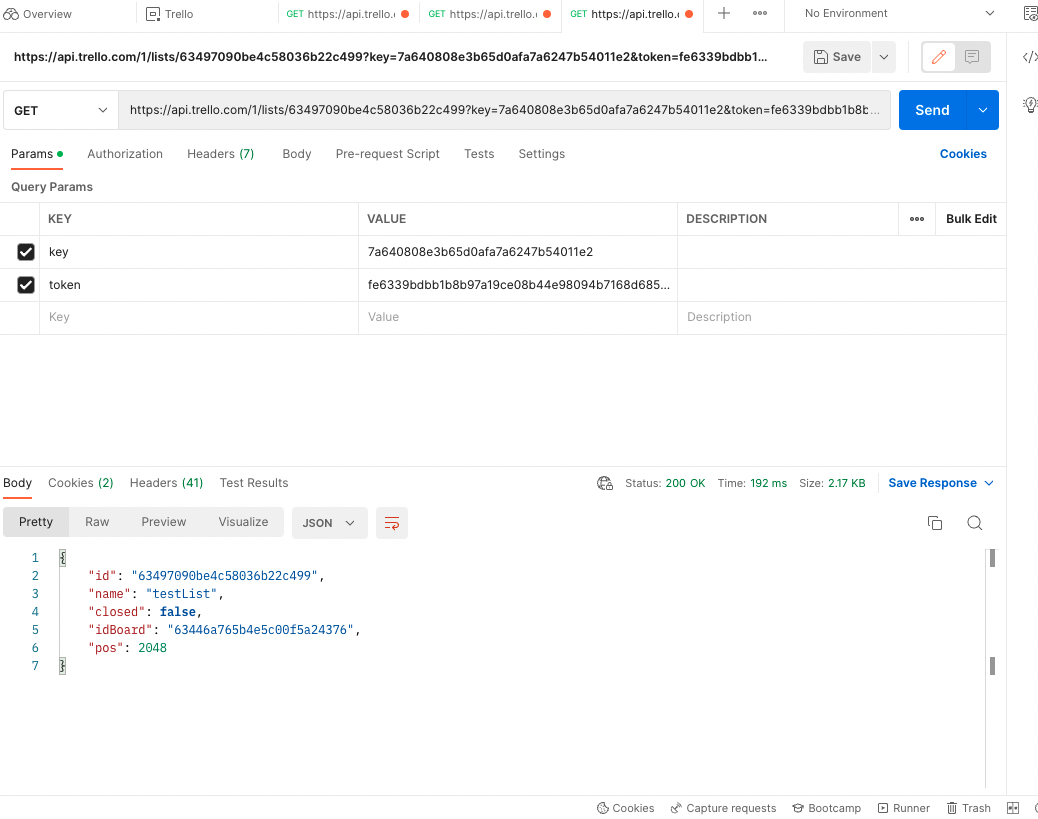 Overview Trello GET https://api.trello.c GET https://api.trello.c GET https://api.trello.c No Environment
https://api.trello.com/1/lists/63497090be4c58036b22c499?key=7a640808e3b65d0afa7a6247b54011e2&token=fe6339bdbb1... Save
GET https://api.trello.com/1/lists/63497090be4c58036b22c499?key=7a640808e3b65d0afa7a6247b54011e2&token=fe6339bdbb1b8b... Send
Params Authorization Headers (7) Body Pre-request Script Tests Settings Cookies
Query Params
KEY VALUE DESCRIPTION ••• Bulk Edit
key 7a640808e3b65d0afa7a6247b54011e2
token fe6339bdbb1b8b97a19ce08b44e98094b7168d685...
Key Value Description
Body Cookies (2) Headers (41) Test Results Status: 200 OK Time: 192 ms Size: 2.17 KB Save Response
Pretty Raw Preview Visualize JSON
1 {
2 "id": "63497090be4c58036b22c499",
3 "name": "testList",
4 "closed": false,
5 "idBoard": "63446a765b4e5c00f5a24376",
6 "pos": 2048
7 }
Cookies Capture requests Bootcamp Runner Trash